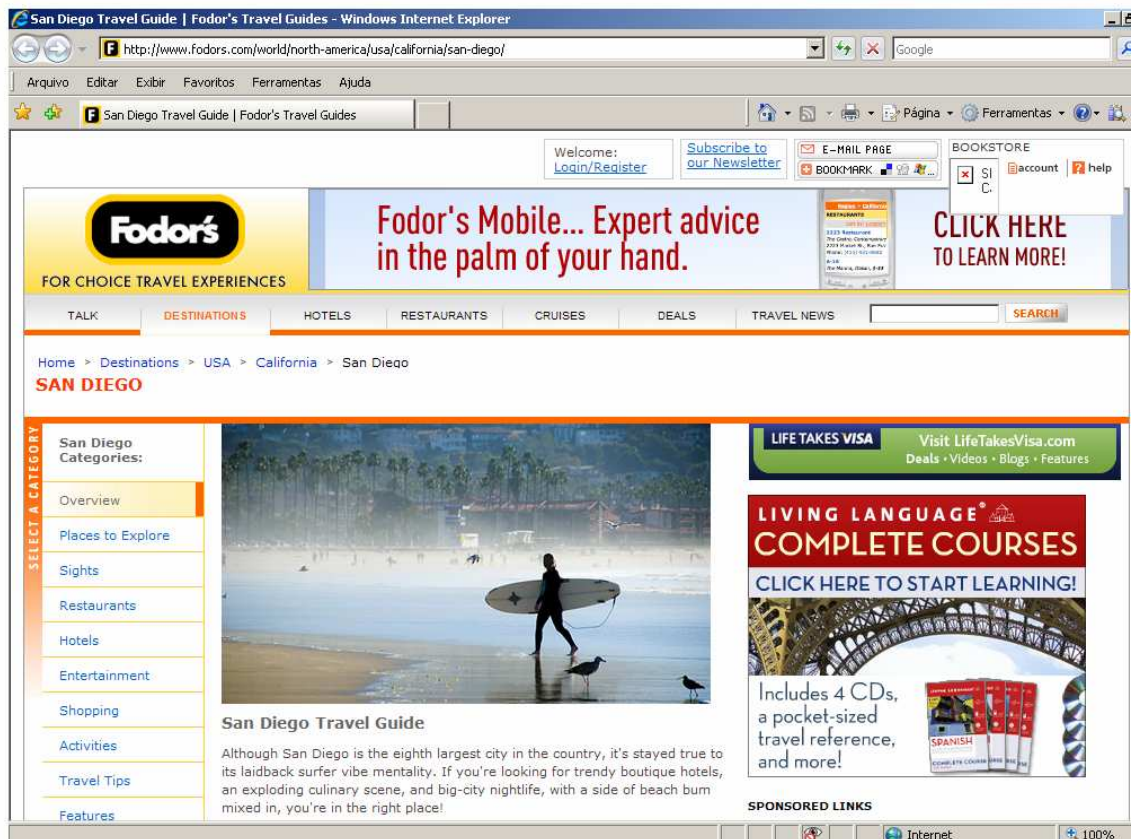 San Diego Travel Guide | Fodor's Travel Guides - Windows Internet Explorer
http://www.fodors.com/world/north-america/usa/california/san-diego/
Google
Arquivo Editar Exibir Favoritos Ferramentas Ajuda
San Diego Travel Guide | Fodor's Travel Guides
Página Ferramentas
Welcome:
Login/Register
Subscribe to
our Newsletter
E-MAIL PAGE
BOOKMARK
BOOKSTORE
SI
C.
account
help
Fodor's
FOR CHOICE TRAVEL EXPERIENCES
Fodor's Mobile... Expert advice
in the palm of your hand.
RESTAURANTS
CLICK HERE
TO LEARN MORE!
TALK DESTINATIONS HOTELS RESTAURANTS CRUISES DEALS TRAVEL NEWS SEARCH
Home > Destinations > USA > California > San Diego
SAN DIEGO
SELECT A CATEGORY
San Diego
Categories:
Overview
Places to Explore
Sights
Restaurants
Hotels
Entertainment
Shopping
Activities
Travel Tips
Features
San Diego Travel Guide
Although San Diego is the eighth largest city in the country, it's stayed true to
its laidback surfer vibe mentality. If you're looking for trendy boutique hotels,
an exploding culinary scene, and big-city nightlife, with a side of beach bum
mixed in, you're in the right place!
LIFE TAKES VISA
Visit LifeTakesVisa.com
Deals • Videos • Blogs • Features
LIVING LANGUAGE®
COMPLETE COURSES
CLICK HERE TO START LEARNING!
Includes 4 CDs,
a pocket-sized
travel reference,
and more!
SPANISH
COMPLETE COURSE
SPONSORED LINKS
Internet
100%